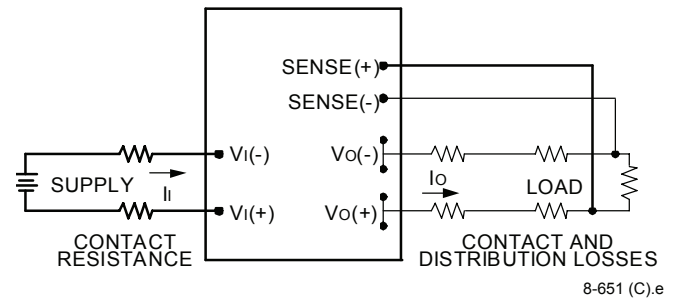 SENSE(+)
SENSE(-)
VI(-)
VO(-)
SUPPLY
II
IO
LOAD
VI(+)
VO(+)
CONTACT
RESISTANCE
CONTACT AND
DISTRIBUTION LOSSES
8-651 (C).e